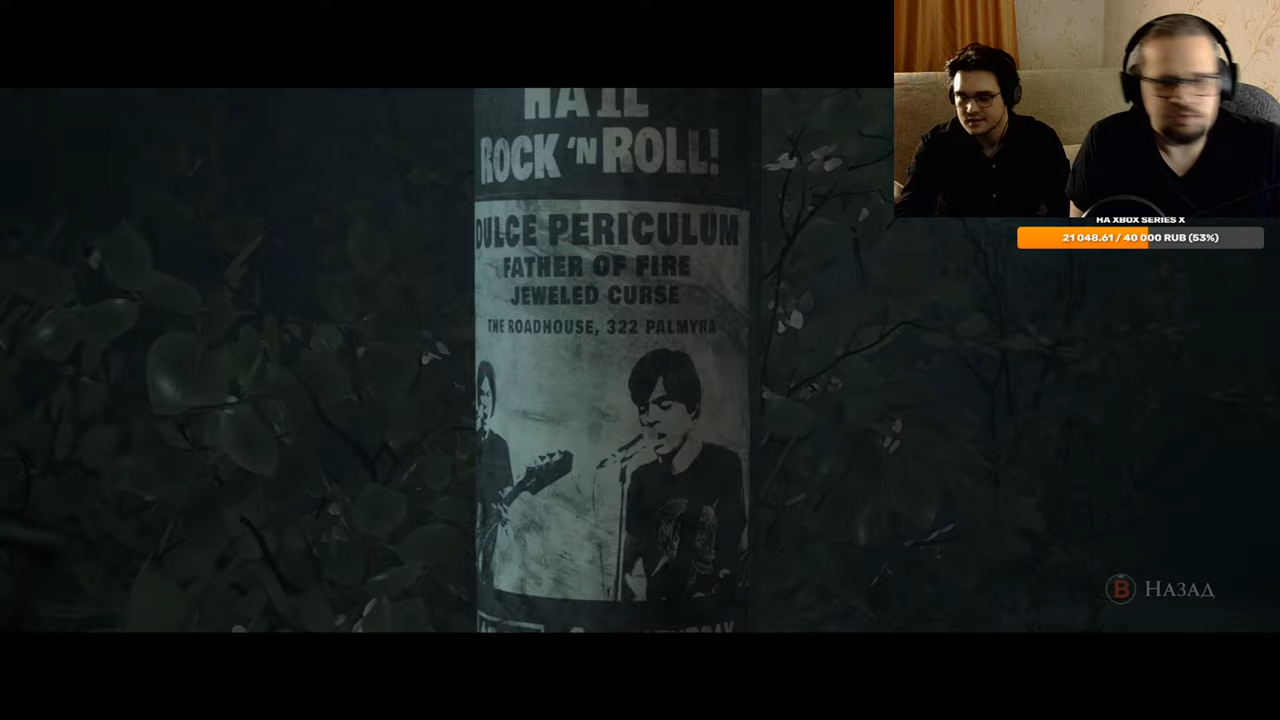 HAIL
ROCK 'N ROLL!
DULCE PERICULUM
FATHER OF FIRE
JEWELED CURSE
THE ROADHOUSE, 322 PALMYRA
НА XBOX SERIES X
21 048.61 / 40 000 RUB (53%)
B НАЗАД